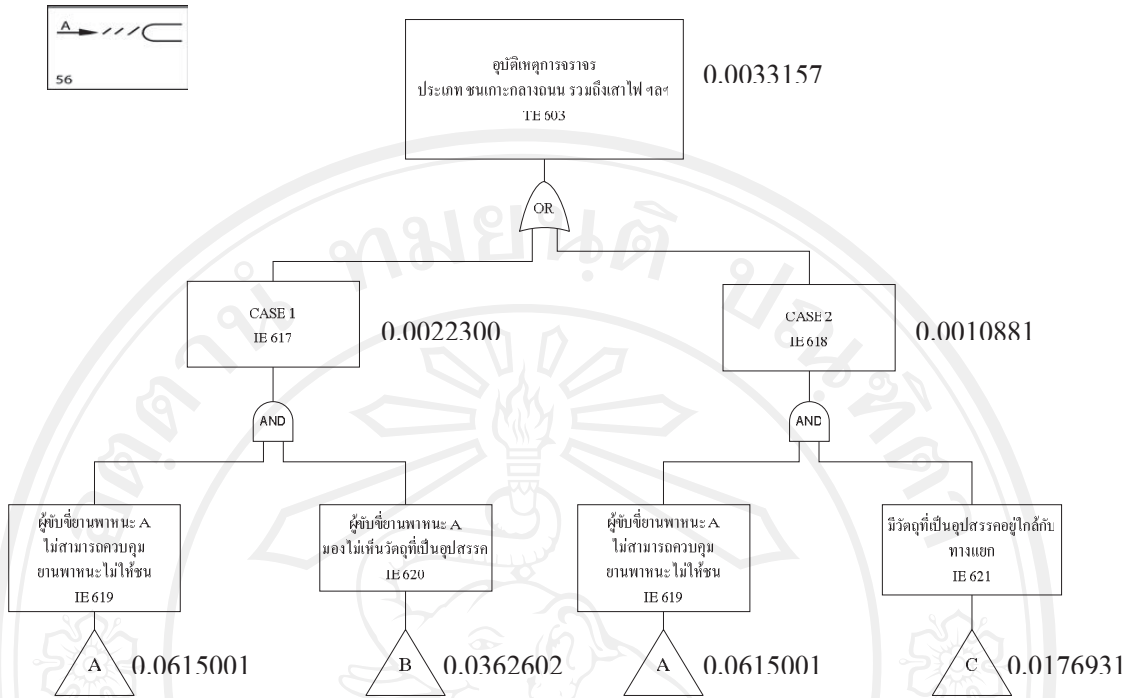 A
56
อุบัติเหตุการจราจร
ประเภท ชนเกาะกลางถนน รวมถึงเสาไฟ ฯลฯ
TE 603
0.0033157
OR
CASE 1
IE 617
0.0022300
CASE 2
IE 618
0.0010881
AND
AND
ผู้ขับขี่ยานพาหนะ A
ไม่สามารถควบคุม
ยานพาหนะไม่ให้ชน
IE 619
ผู้ขับขี่ยานพาหนะ A
มองไม่เห็นวัตถุที่เป็นอุปสรรค
IE 620
ผู้ขับขี่ยานพาหนะ A
ไม่สามารถควบคุม
ยานพาหนะไม่ให้ชน
IE 619
มีวัตถุที่เป็นอุปสรรคอยู่ใกล้กับ
ทางแยก
IE 621
A
0.0615001
B
0.0362602
A
0.0615001
C
0.0176931